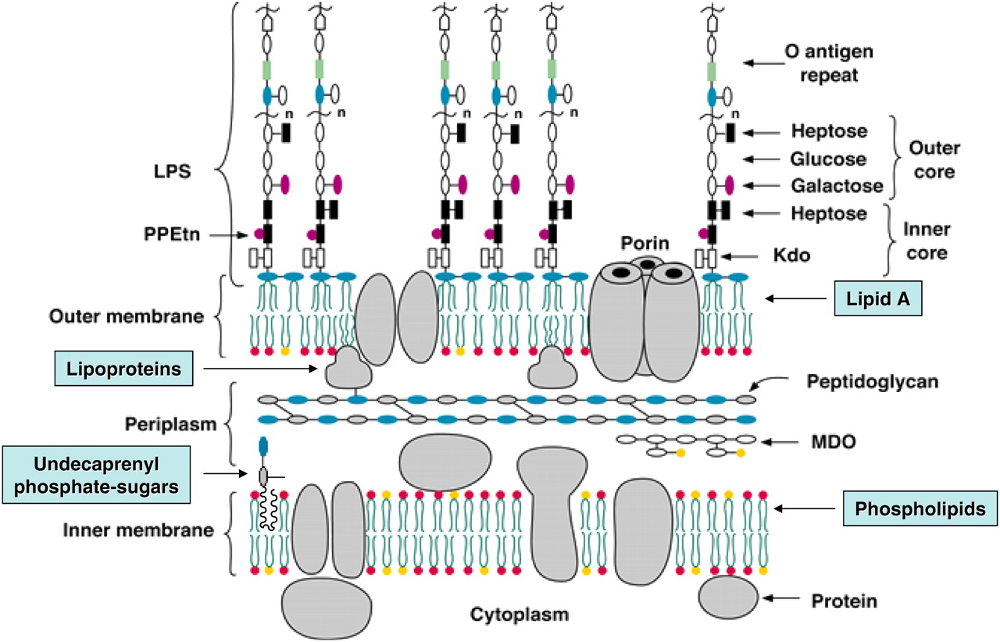 O antigen
repeat
n
n
n
n
n
n
Heptose
Glucose
Outer
core
LPS
Galactose
Heptose
PPEtn
Inner
core
Porin
Kdo
Lipid A
Outer membrane
Lipoproteins
Peptidoglycan
Periplasm
MDO
Undecaprenyl
phosphate-sugars
Phospholipids
Inner membrane
Protein
Cytoplasm